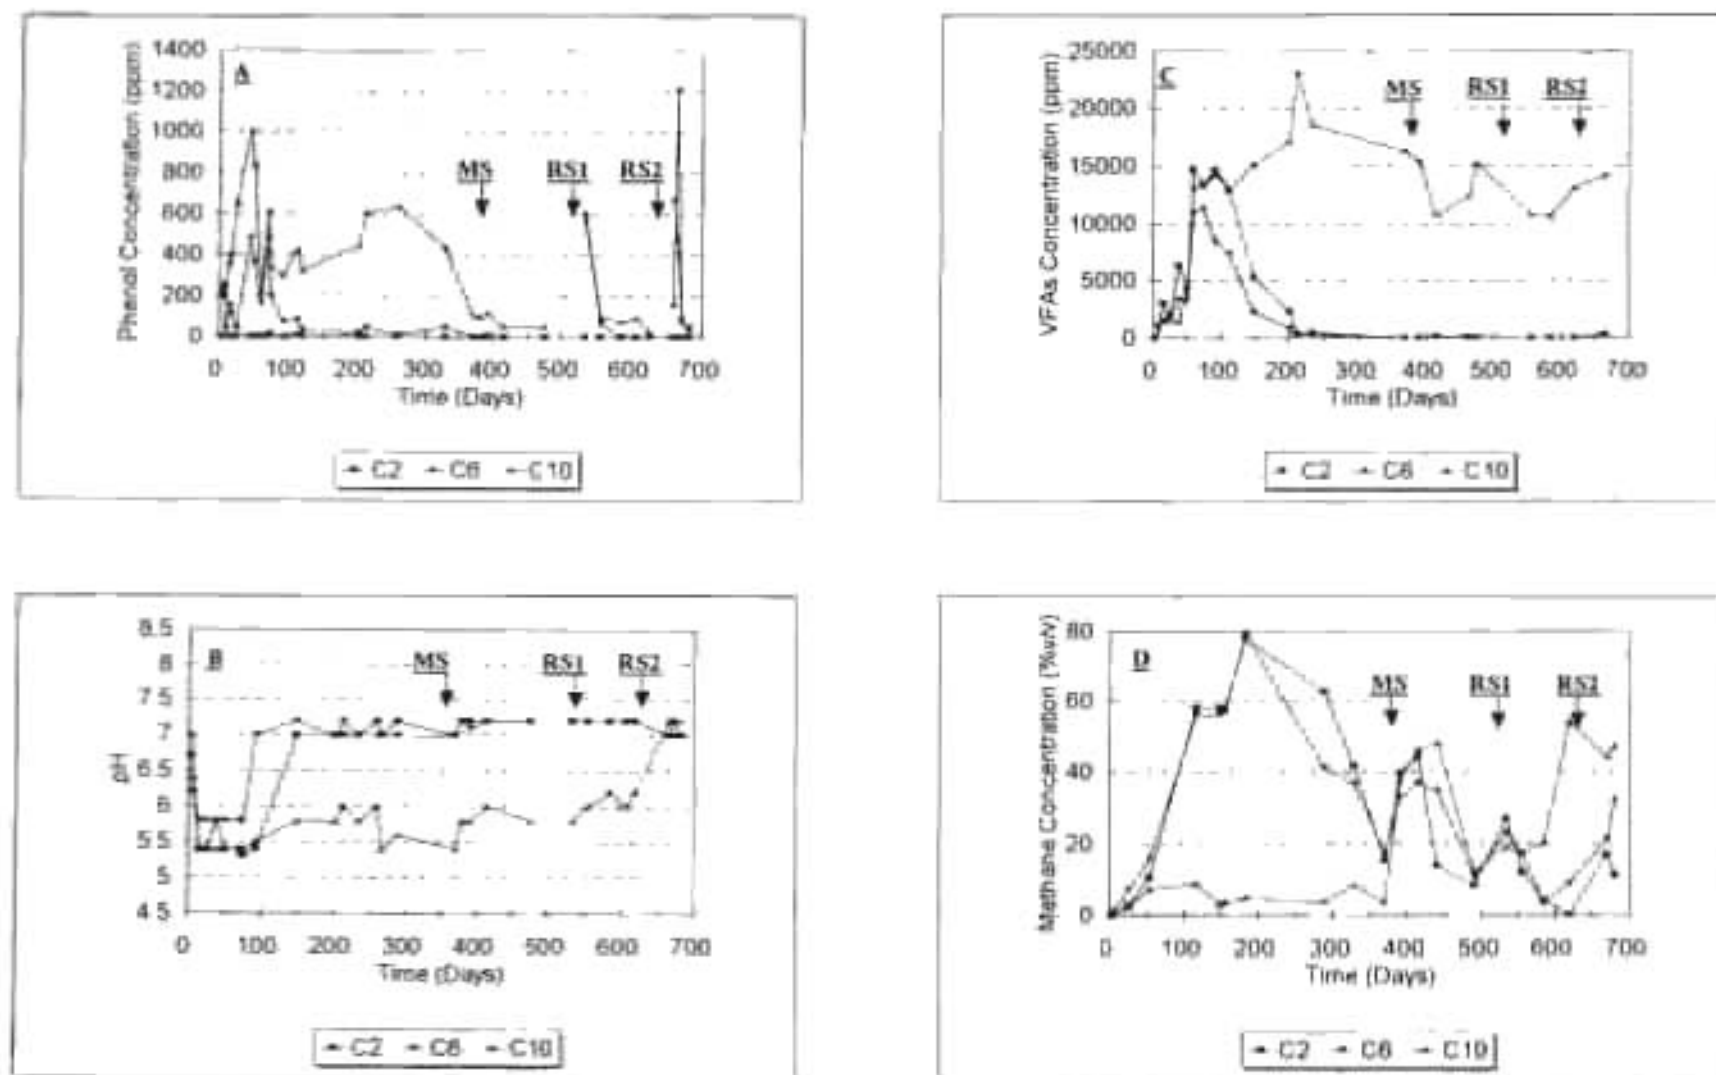 1400
1200
1000
800
600
400
200
0
Phenol Concentration (ppm)
A
MS
RS1
RS2
0 100 200 300 400 500 600 700
Time (Days)
C2 C6 C10
25000
20000
15000
10000
5000
0
VFAs Concentration (ppm)
C
MS
RS1
RS2
0 100 200 300 400 500 600 700
Time (Days)
C2 C6 C10
8.5
8
7.5
7
6.5
6
5.5
5
4.5
pH
B
MS
RS1
RS2
0 100 200 300 400 500 600 700
Time (Days)
C2 C6 C10
80
60
40
20
0
Methane Concentration (%v/v)
D
MS
RS1
RS2
0 100 200 300 400 500 600 700
Time (Days)
C2 C6 C10